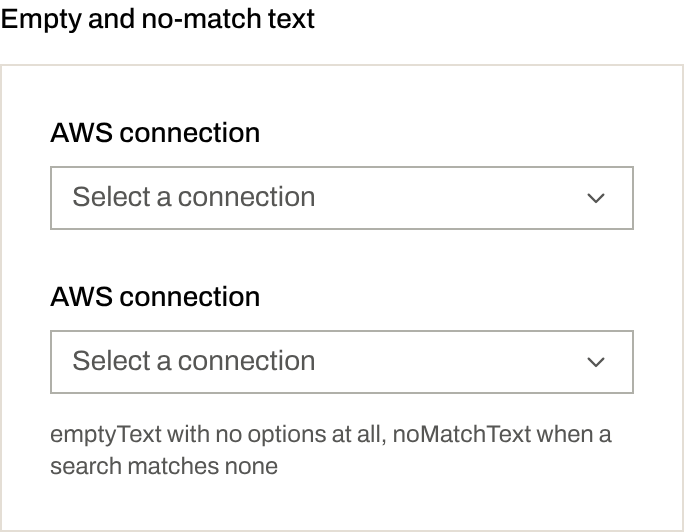 Empty and no-match text
AWS connection
Select a connection
AWS connection
Select a connection
emptyText with no options at all, noMatchText when a
search matches none